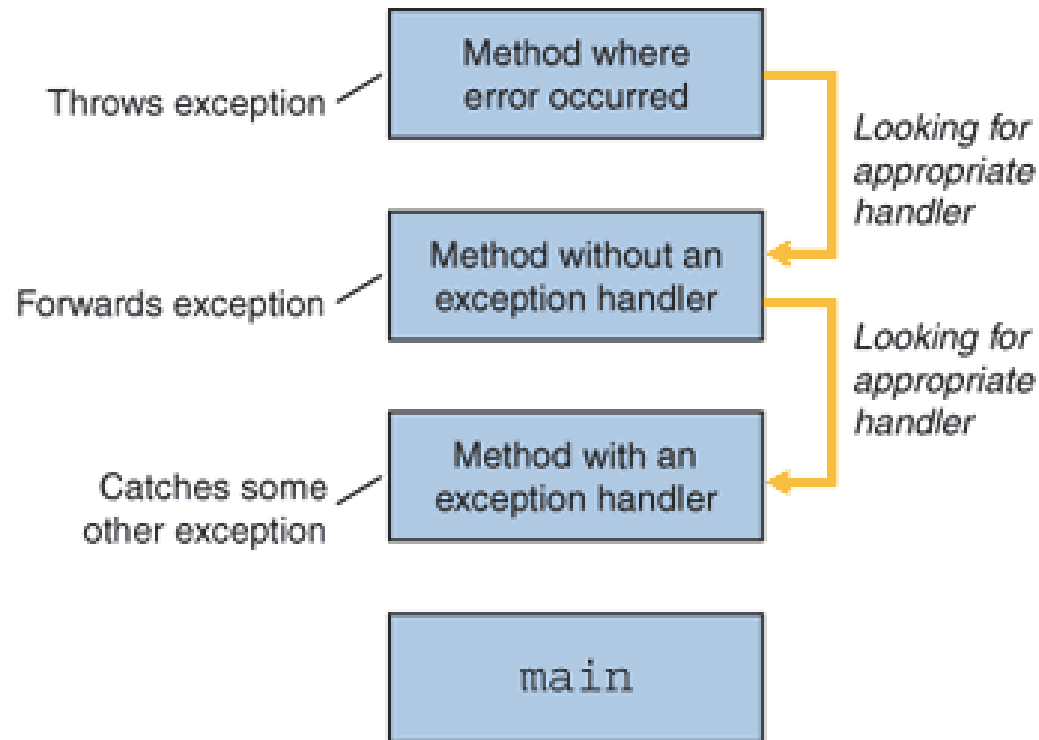 Method where
error occurred
Throws exception
Looking for
appropriate
handler
Method without an
exception handler
Forwards exception
Looking for
appropriate
handler
Method with an
exception handler
Catches some
other exception
main